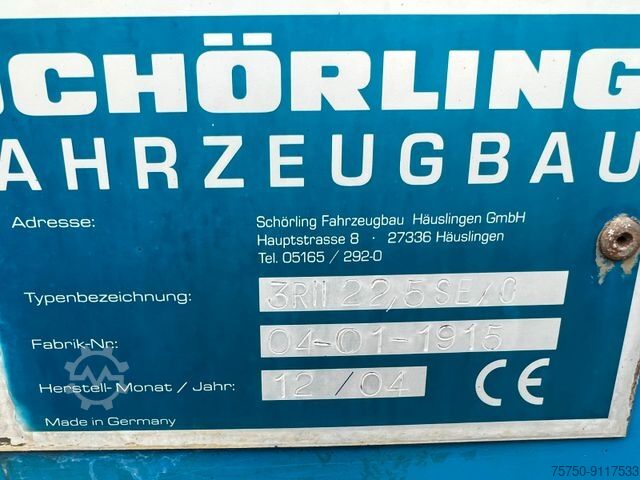 SCHÖRLING
FAHRZEUGBAU
Adresse: Schörling Fahrzeugbau Häuslingen GmbH
Hauptstrasse 8 · 27336 Häuslingen
Tel. 05165 / 292-0
Typenbezeichnung: 3RII 22,5 SE/0
Fabrik-Nr: 04-01-1915
Herstell-Monat / Jahr: 12 / 04
CE
Made in Germany
75750-9117533